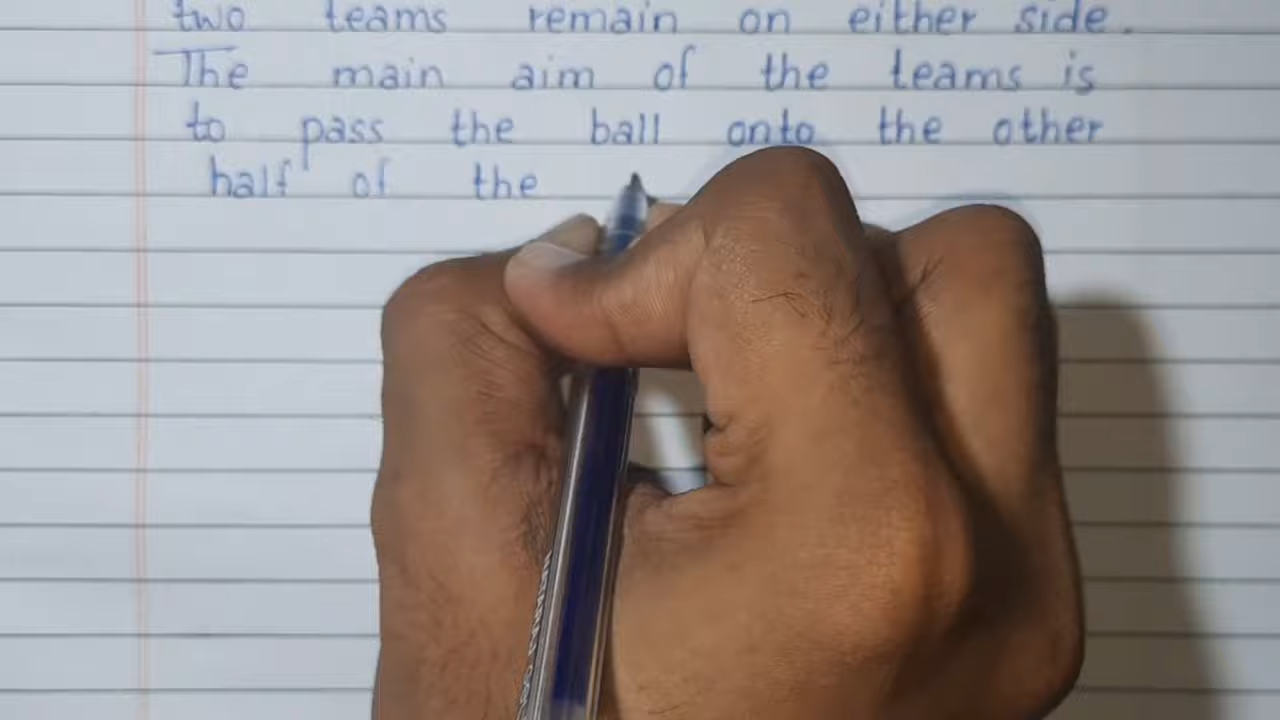 two teams remain on either side.
The main aim of the teams is
to pass the ball onto the other
half of the